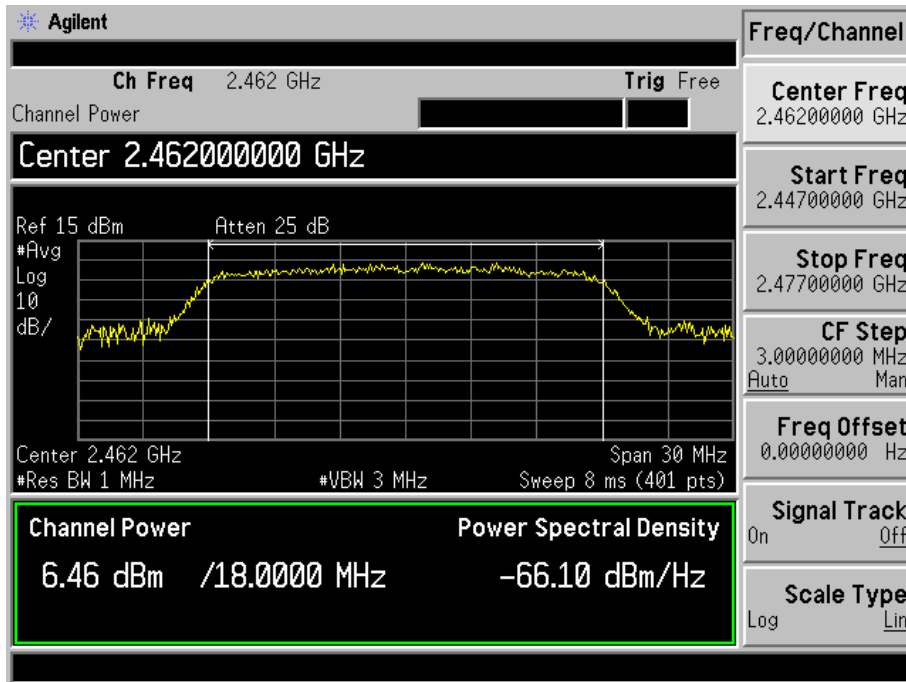 Agilent
Ch Freq 2.462 GHz Trig Free
Channel Power
Center 2.462000000 GHz
Ref 15 dBm Atten 25 dB
#Avg
Log
10
dB/
Center 2.462 GHz Span 30 MHz
#Res BW 1 MHz #VBW 3 MHz Sweep 8 ms (401 pts)
Channel Power Power Spectral Density
6.46 dBm /18.0000 MHz -66.10 dBm/Hz
Freq/Channel
Center Freq
2.46200000 GHz
Start Freq
2.44700000 GHz
Stop Freq
2.47700000 GHz
CF Step
3.00000000 MHz
Auto Man
Freq Offset
0.00000000 Hz
Signal Track
On Off
Scale Type
Log Lin